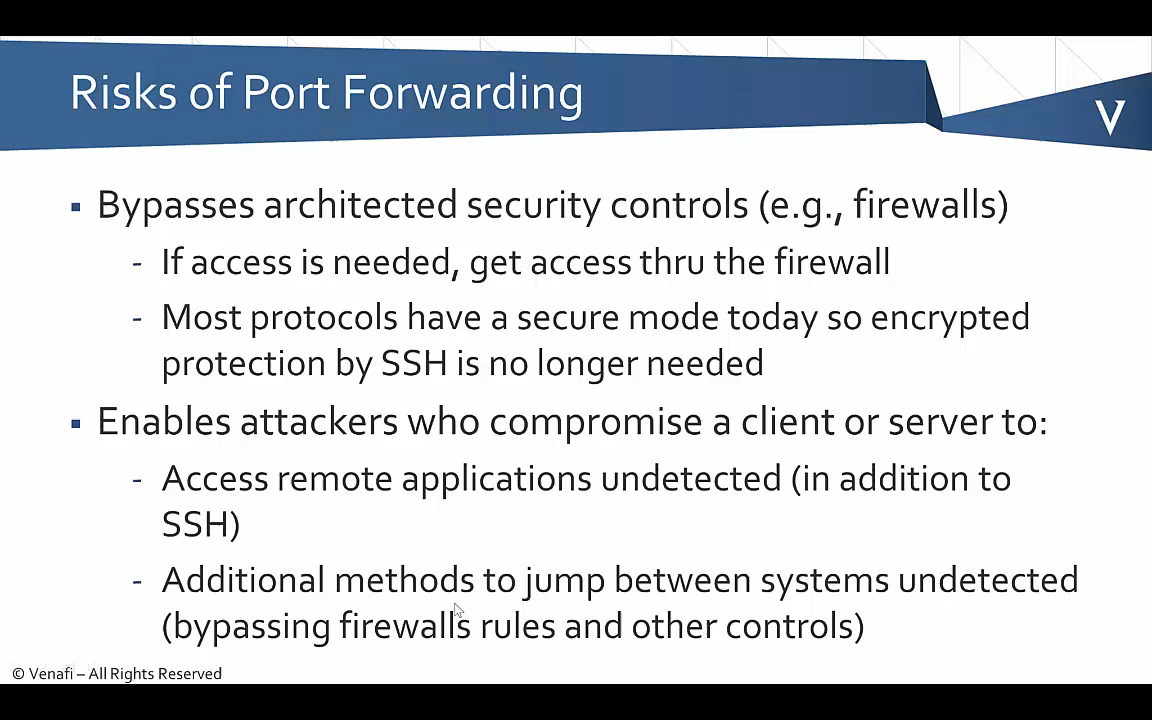 Risks of Port Forwarding
V
▪ Bypasses architected security controls (e.g., firewalls)
- If access is needed, get access thru the firewall
- Most protocols have a secure mode today so encrypted
protection by SSH is no longer needed
▪ Enables attackers who compromise a client or server to:
- Access remote applications undetected (in addition to
SSH)
- Additional methods to jump between systems undetected
(bypassing firewalls rules and other controls)
© Venafi – All Rights Reserved